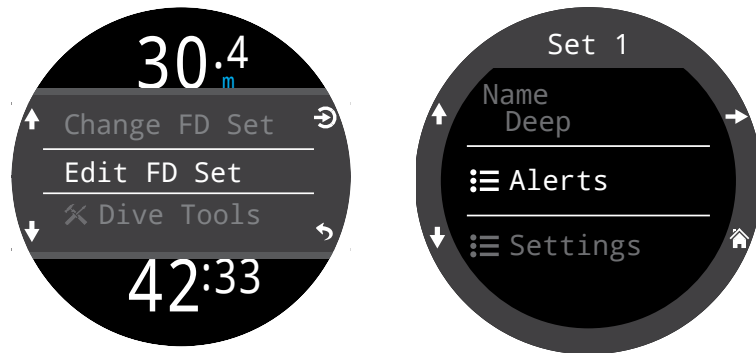 30.4
m
Change FD Set
Edit FD Set
Dive Tools
42:33
Set 1
Name
Deep
Alerts
Settings